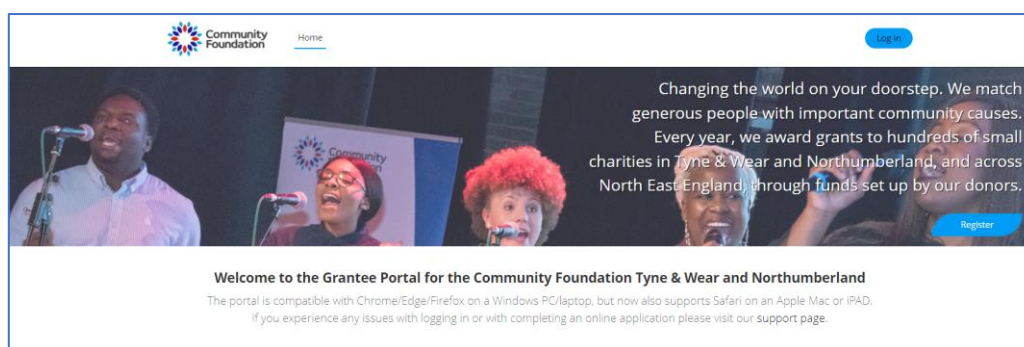 Community
Foundation
Home
Log in
Changing the world on your doorstep. We match
generous people with important community causes.
Every year, we award grants to hundreds of small
charities in Tyne & Wear and Northumberland, and across
North East England, through funds set up by our donors.
Community
Register
Welcome to the Grantee Portal for the Community Foundation Tyne & Wear and Northumberland
The portal is compatible with Chrome/Edge/Firefox on a Windows PC/laptop, but now also supports Safari on an Apple Mac or iPAD.
If you experience any issues with logging in or with completing an online application please visit our support page.